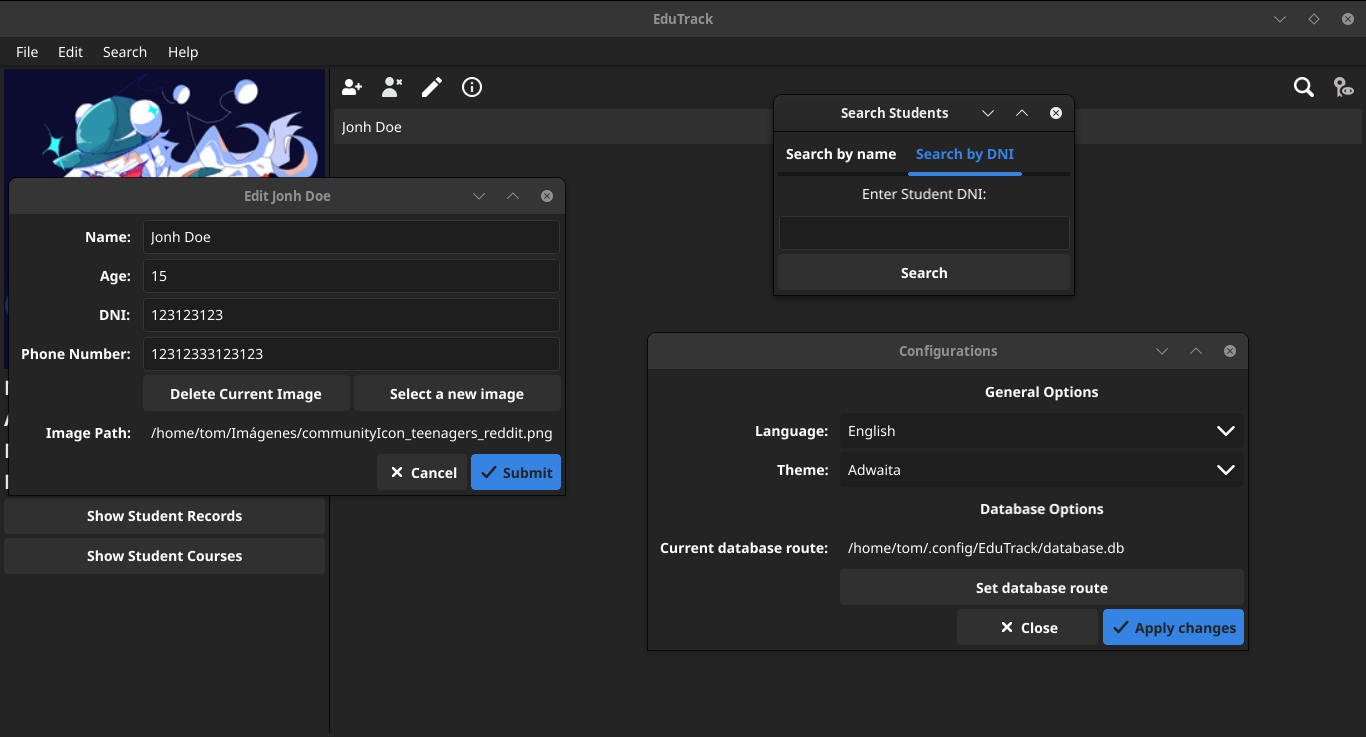 EduTrack
File Edit Search Help
Jonh Doe
Search Students
Search by name Search by DNI
Enter Student DNI:
Search
Edit Jonh Doe
Name: Jonh Doe
Age: 15
DNI: 123123123
Phone Number: 12312333123123
Delete Current Image Select a new image
Image Path: /home/tom/Imágenes/communityIcon_teenagers_reddit.png
Cancel Submit
Show Student Records
Show Student Courses
Configurations
General Options
Language: English
Theme: Adwaita
Database Options
Current database route: /home/tom/.config/EduTrack/database.db
Set database route
Close Apply changes